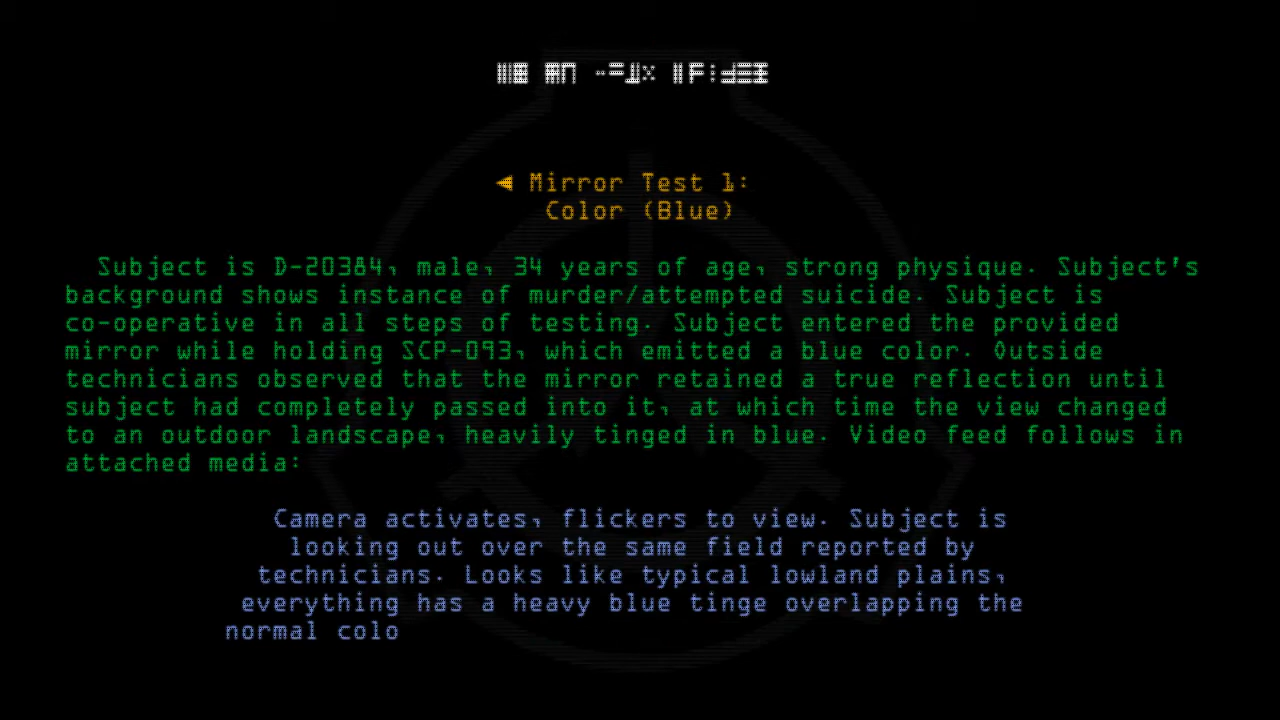 ◄ Mirror Test 1:
Color (Blue)
Subject is D-20384, male, 34 years of age, strong physique. Subject's
background shows instance of murder/attempted suicide. Subject is
co-operative in all steps of testing. Subject entered the provided
mirror while holding SCP-093, which emitted a blue color. Outside
technicians observed that the mirror retained a true reflection until
subject had completely passed into it, at which time the view changed
to an outdoor landscape, heavily tinged in blue. Video feed follows in
attached media:
Camera activates, flickers to view. Subject is
looking out over the same field reported by
technicians. Looks like typical lowland plains,
everything has a heavy blue tinge overlapping the
normal colo